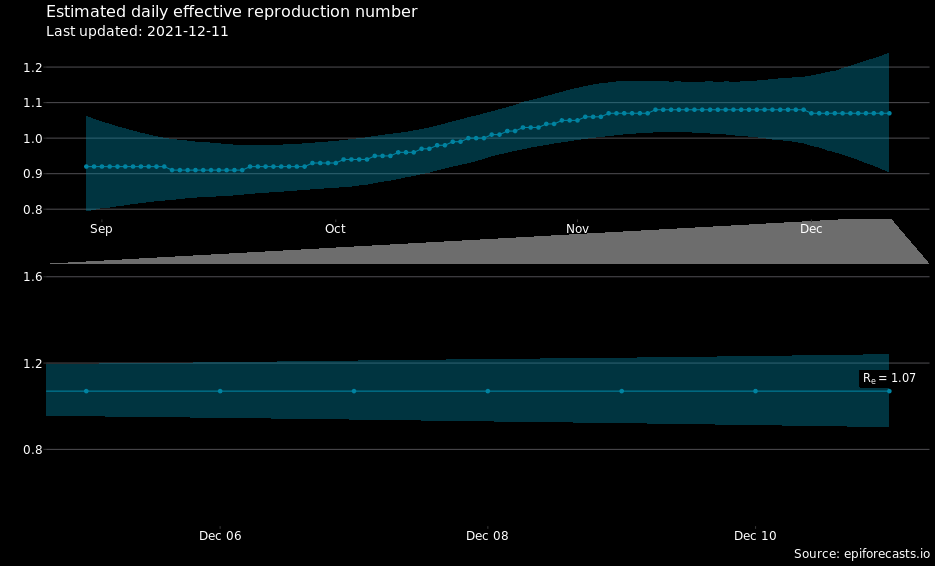 Estimated daily effective reproduction number
Last updated: 2021-12-11
1.2
1.1
1.0
0.9
0.8
Sep Oct Nov Dec
1.6
1.2
Re = 1.07
0.8
Dec 06 Dec 08 Dec 10
Source: epiforecasts.io